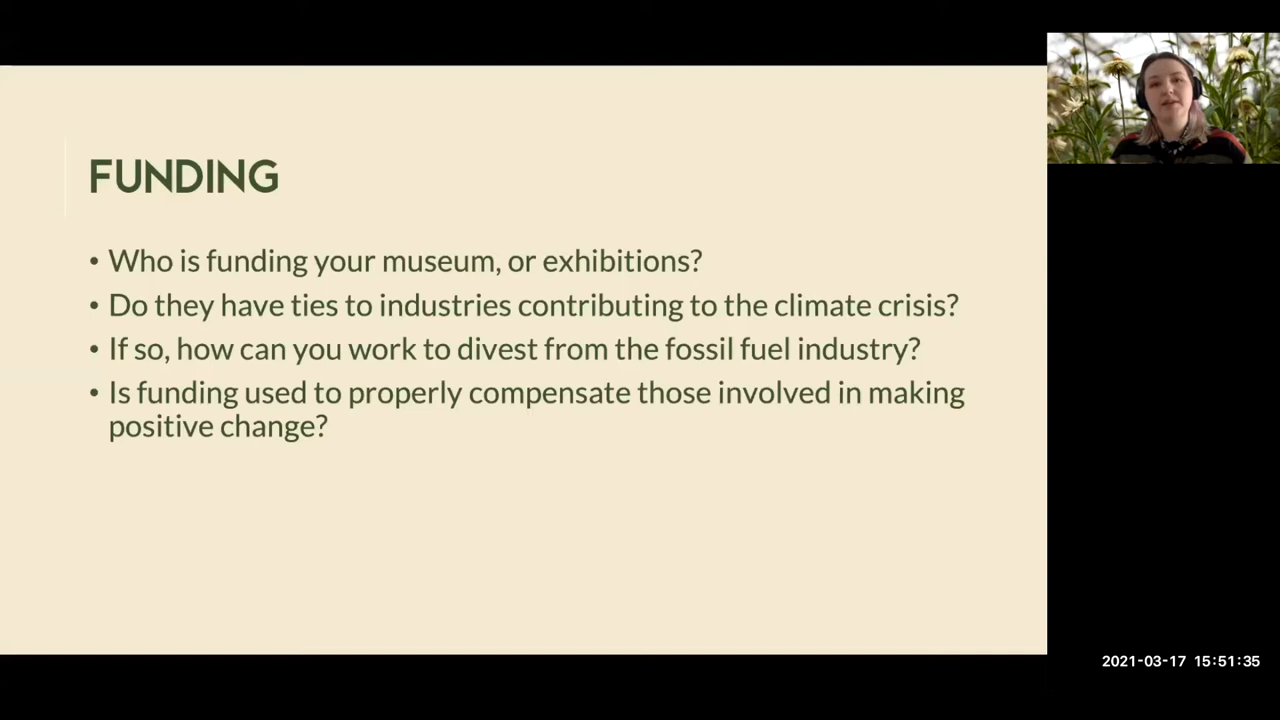 FUNDING
• Who is funding your museum, or exhibitions?
• Do they have ties to industries contributing to the climate crisis?
• If so, how can you work to divest from the fossil fuel industry?
• Is funding used to properly compensate those involved in making
positive change?
2021-03-17 15:51:35